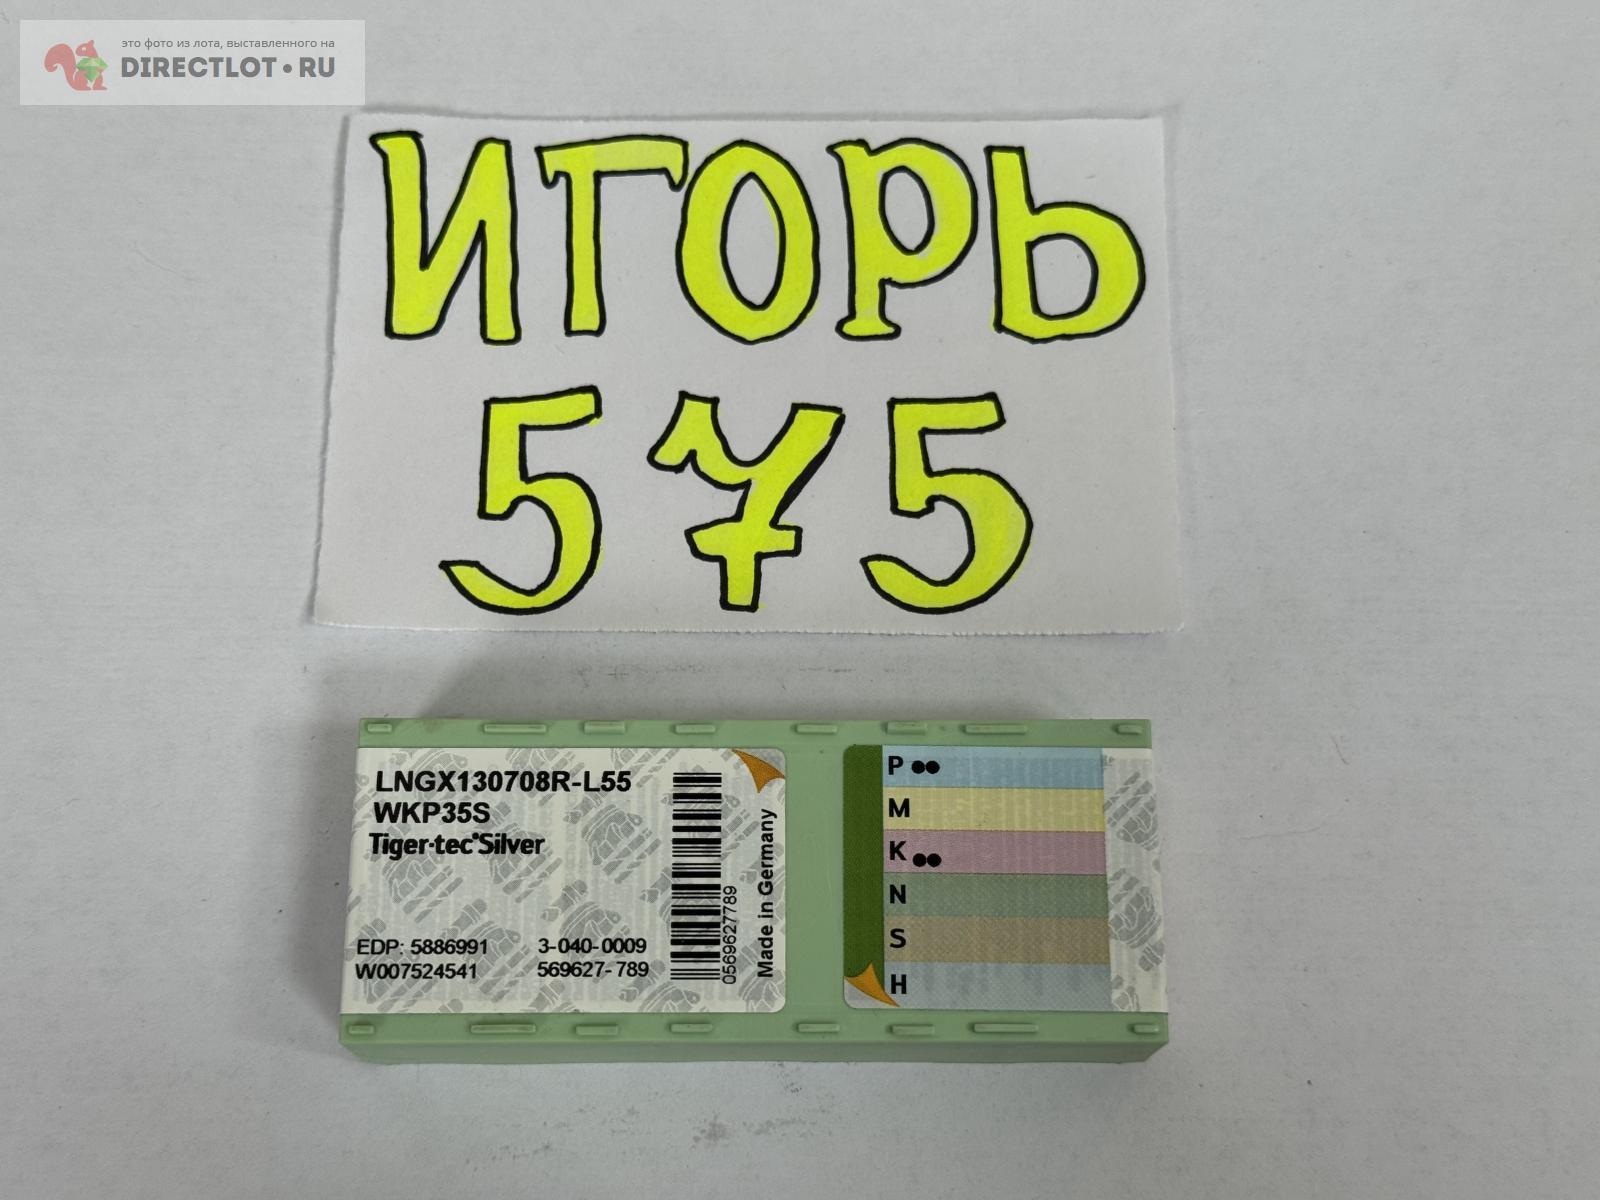 это фото из лота, выставленного на
DIRECTLOT•RU
ИГОРЬ
575
LNGX130708R-L55
WKP35S
Tiger·tec®Silver
EDP: 5886991 3-040-0009
W007524541 569627-789
0569627789
Made in Germany
P ●●
M
K ●●
N
S
H